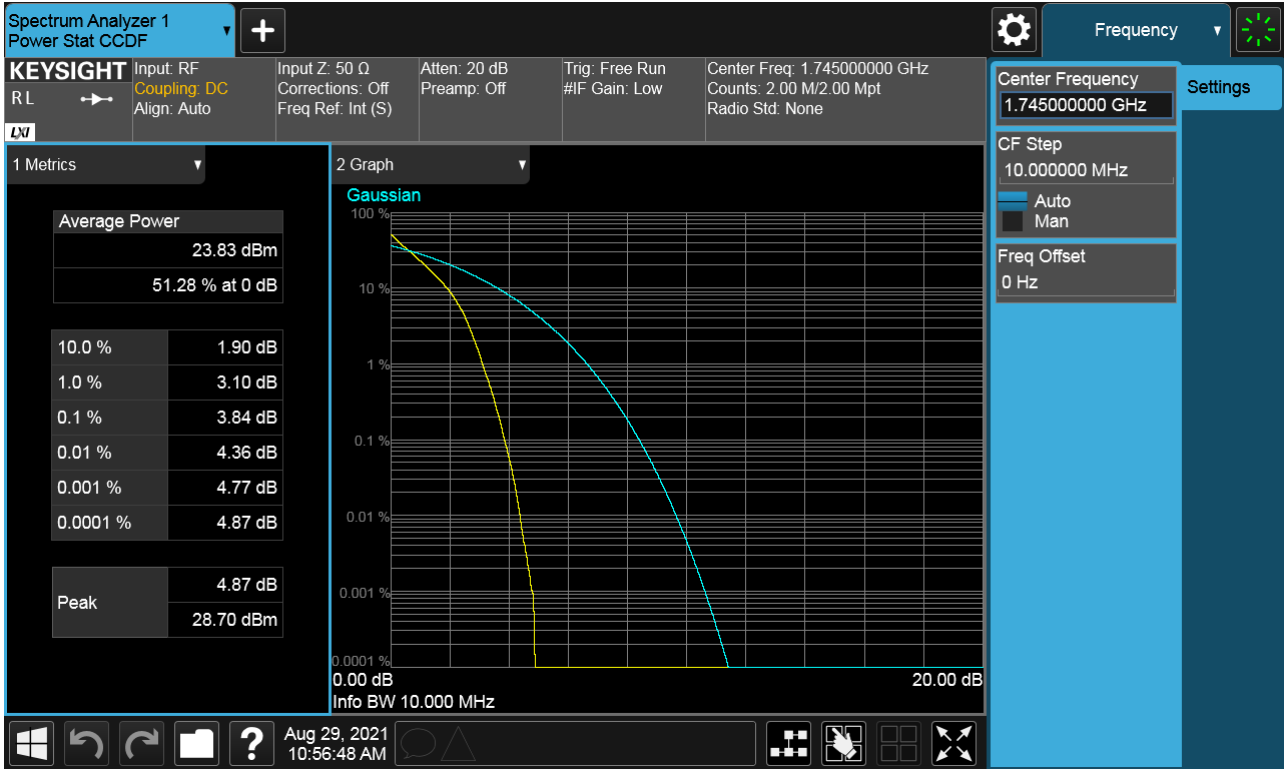 Spectrum Analyzer 1
Power Stat CCDF
Frequency
KEYSIGHT
R L
LXI
Input: RF
Coupling: DC
Align: Auto
Input Z: 50 Ω
Corrections: Off
Freq Ref: Int (S)
Atten: 20 dB
Preamp: Off
Trig: Free Run
#IF Gain: Low
Center Freq: 1.745000000 GHz
Counts: 2.00 M/2.00 Mpt
Radio Std: None
1 Metrics
Average Power
23.83 dBm
51.28 % at 0 dB
10.0 % 1.90 dB
1.0 % 3.10 dB
0.1 % 3.84 dB
0.01 % 4.36 dB
0.001 % 4.77 dB
0.0001 % 4.87 dB
Peak 4.87 dB
28.70 dBm
2 Graph
Gaussian
100 %
10 %
1 %
0.1 %
0.01 %
0.001 %
0.0001 %
0.00 dB 20.00 dB
Info BW 10.000 MHz
Center Frequency
1.745000000 GHz
CF Step
10.000000 MHz
Auto
Man
Freq Offset
0 Hz
Settings
?
Aug 29, 2021
10:56:48 AM